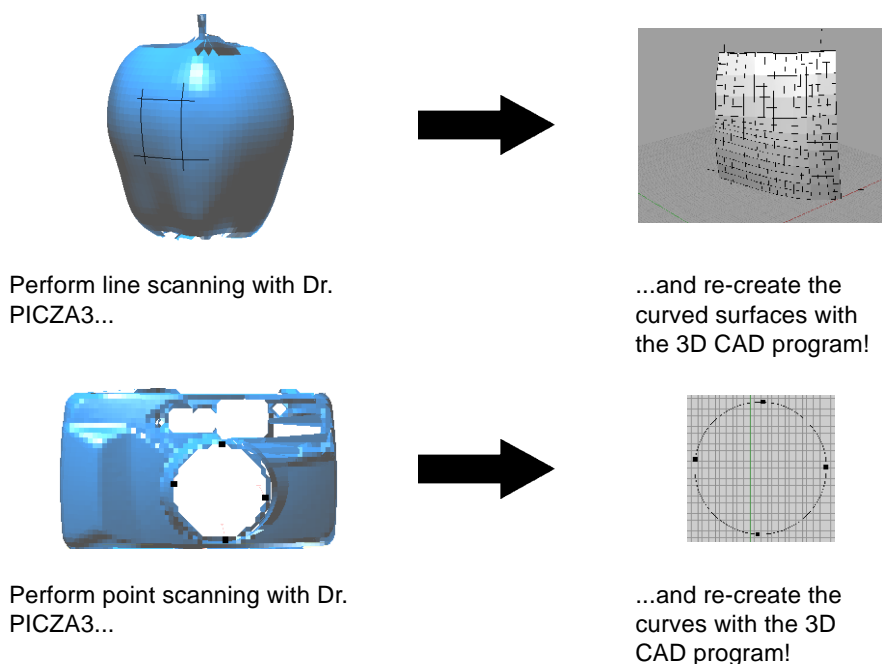 Perform line scanning with Dr.
PICZA3...
...and re-create the
curved surfaces with
the 3D CAD program!
Perform point scanning with Dr.
PICZA3...
...and re-create the
curves with the 3D
CAD program!